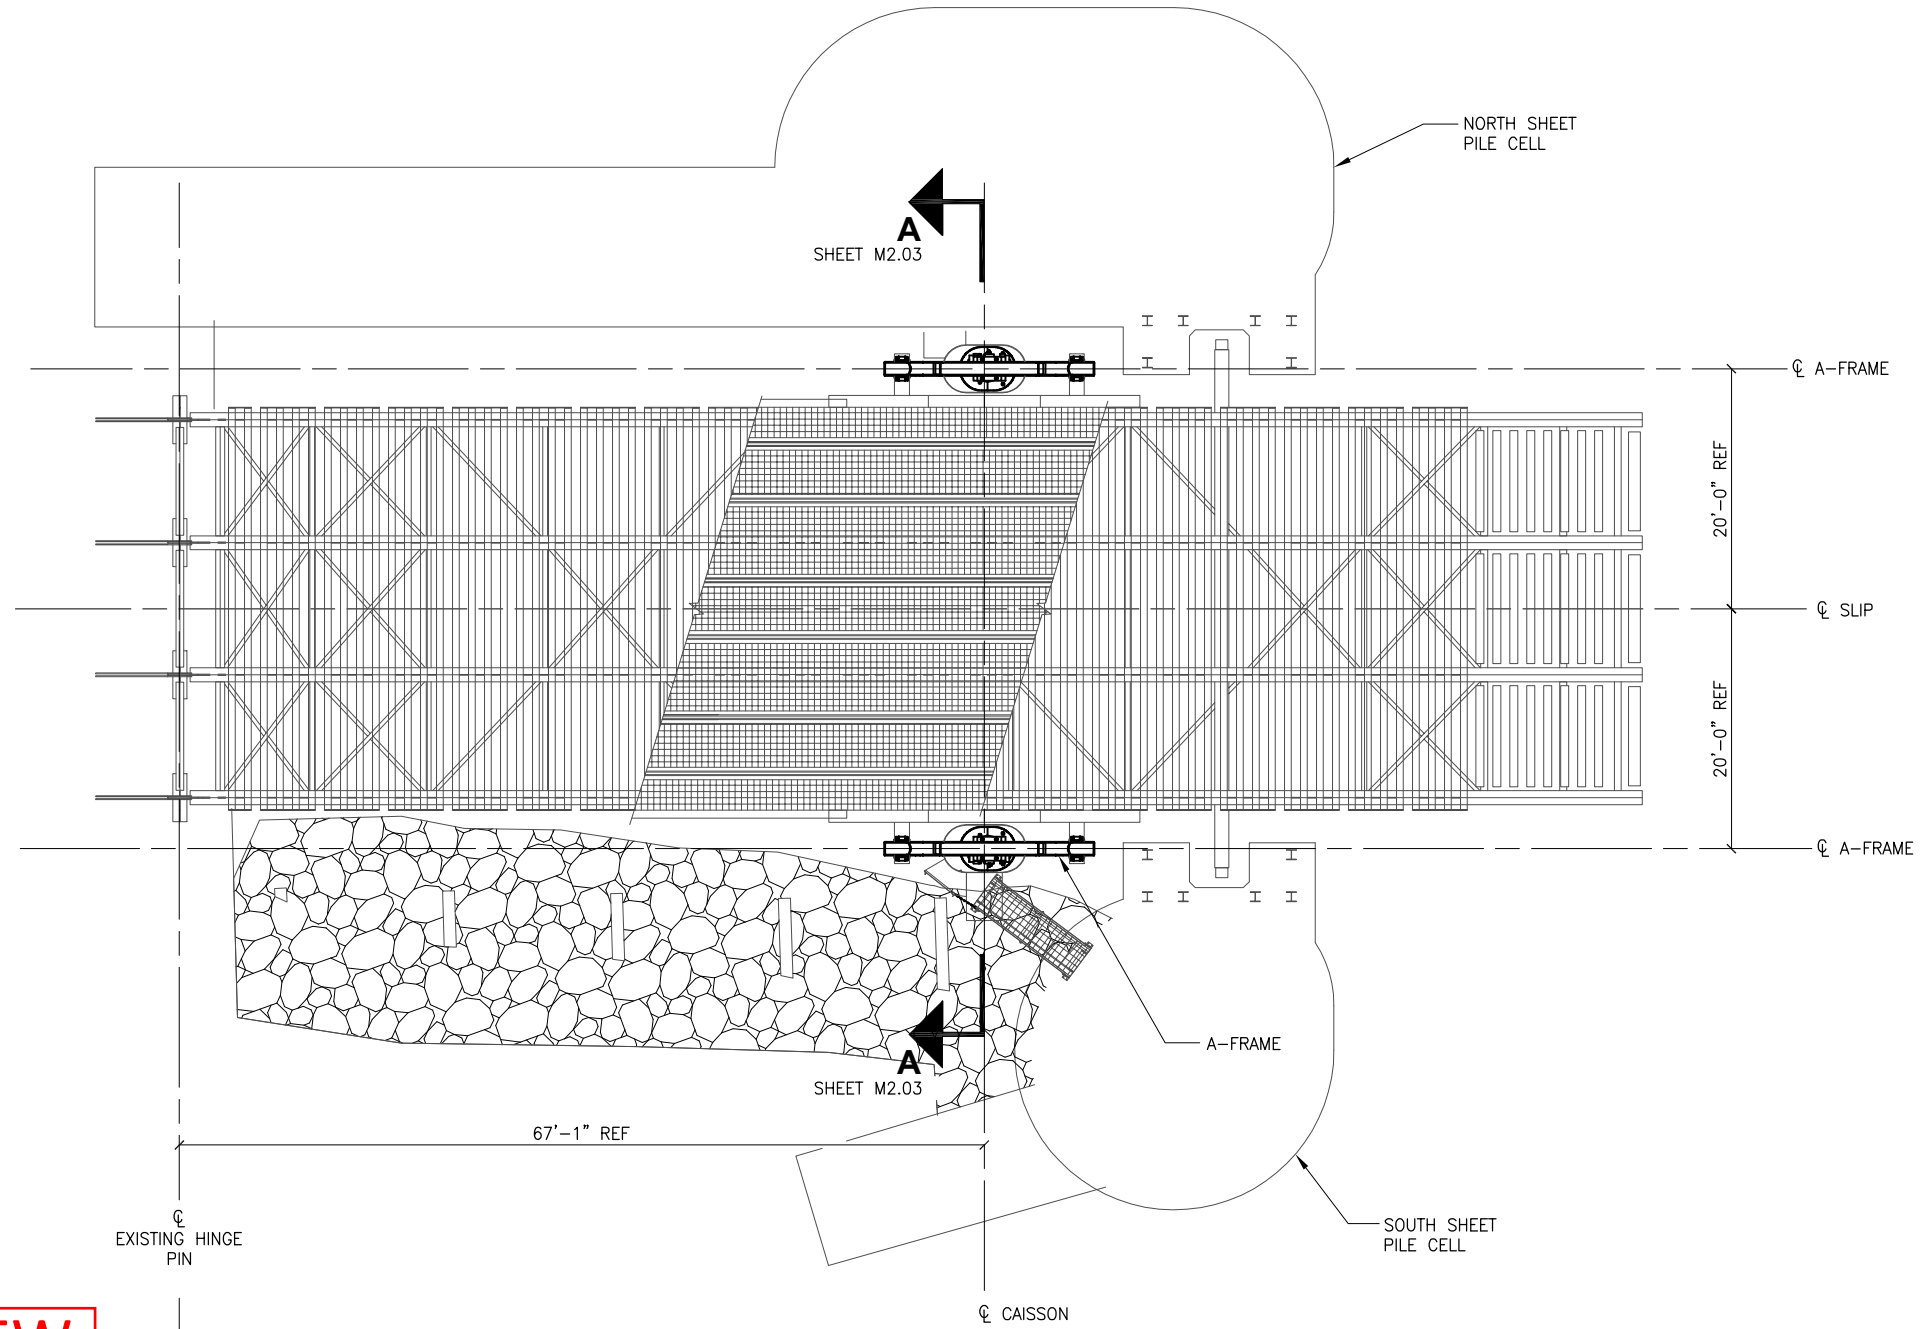 NORTH SHEET
PILE CELL
A
SHEET M2.03
℄ A-FRAME
20'-0" REF
℄ SLIP
20'-0" REF
℄ A-FRAME
A-FRAME
A
SHEET M2.03
67'-1" REF
℄
EXISTING HINGE
PIN
SOUTH SHEET
PILE CELL
℄ CAISSON